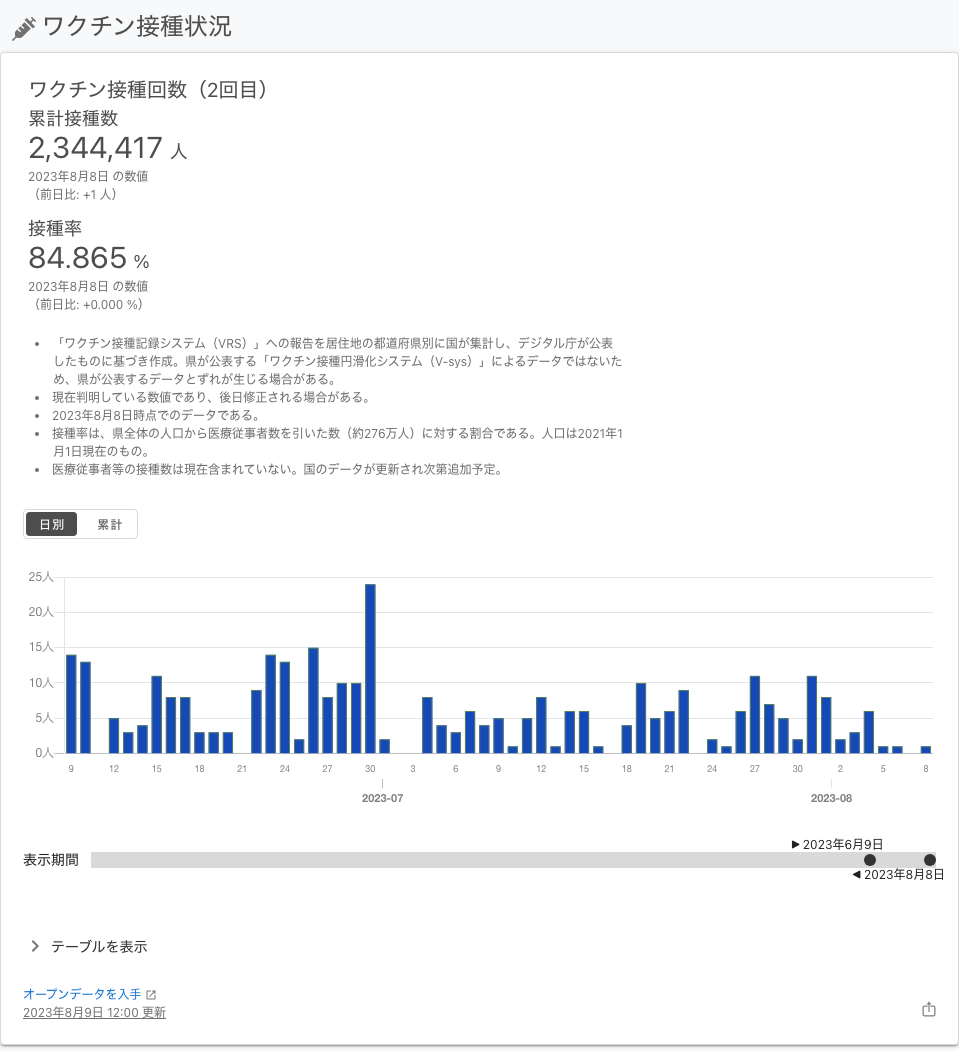 ワクチン接種状況
ワクチン接種回数（2回目）
累計接種数
2,344,417 人
2023年8月8日 の数値
（前日比: +1 人）
接種率
84.865 %
2023年8月8日 の数値
（前日比: +0.000 %）
• 「ワクチン接種記録システム（VRS）」への報告を居住地の都道府県別に国が集計し、デジタル庁が公表
したものに基づき作成。県が公表する「ワクチン接種円滑化システム（V-sys）」によるデータではないた
め、県が公表するデータとずれが生じる場合がある。
• 現在判明している数値であり、後日修正される場合がある。
• 2023年8月8日時点でのデータである。
• 接種率は、県全体の人口から医療従事者数を引いた数（約276万人）に対する割合である。人口は2021年1
月1日現在のもの。
• 医療従事者等の接種数は現在含まれていない。国のデータが更新され次第追加予定。
日別 累計
25人
20人
15人
10人
5人
0人
9 12 15 18 21 24 27 30 3 6 9 12 15 18 21 24 27 30 2 5 8
2023-07 2023-08
▶ 2023年6月9日
表示期間
◀ 2023年8月8日
テーブルを表示
オープンデータを入手
2023年8月9日 12:00 更新